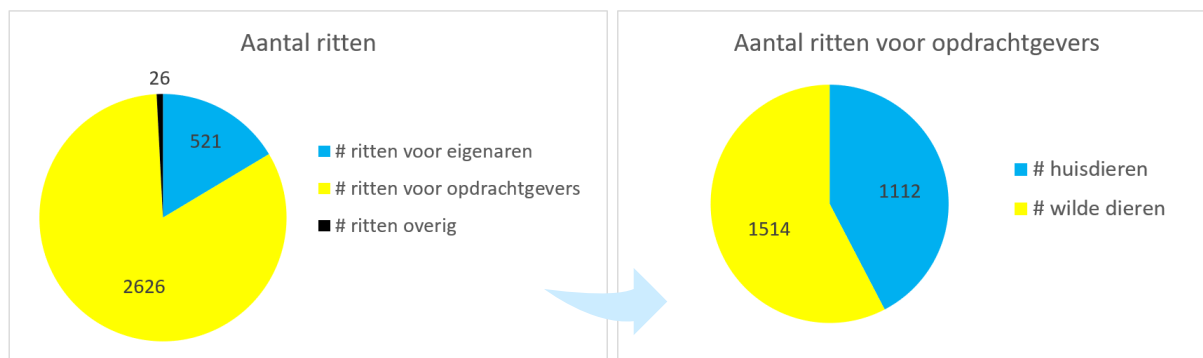 Aantal ritten
26
521
2626
# ritten voor eigenaren
# ritten voor opdrachtgevers
# ritten overig
Aantal ritten voor opdrachtgevers
1112
1514
# huisdieren
# wilde dieren